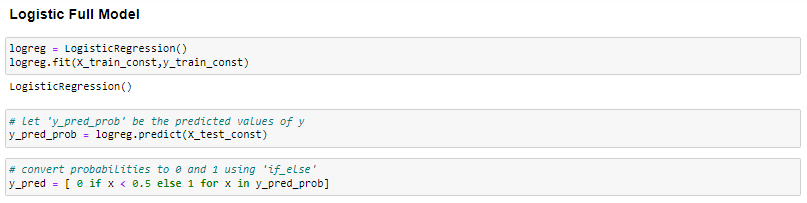 Logistic Full Model
logreg = LogisticRegression()
logreg.fit(X_train_const,y_train_const)
LogisticRegression()
# let 'y_pred_prob' be the predicted values of y
y_pred_prob = logreg.predict(X_test_const)
# convert probabilities to 0 and 1 using 'if_else'
y_pred = [ 0 if x < 0.5 else 1 for x in y_pred_prob]